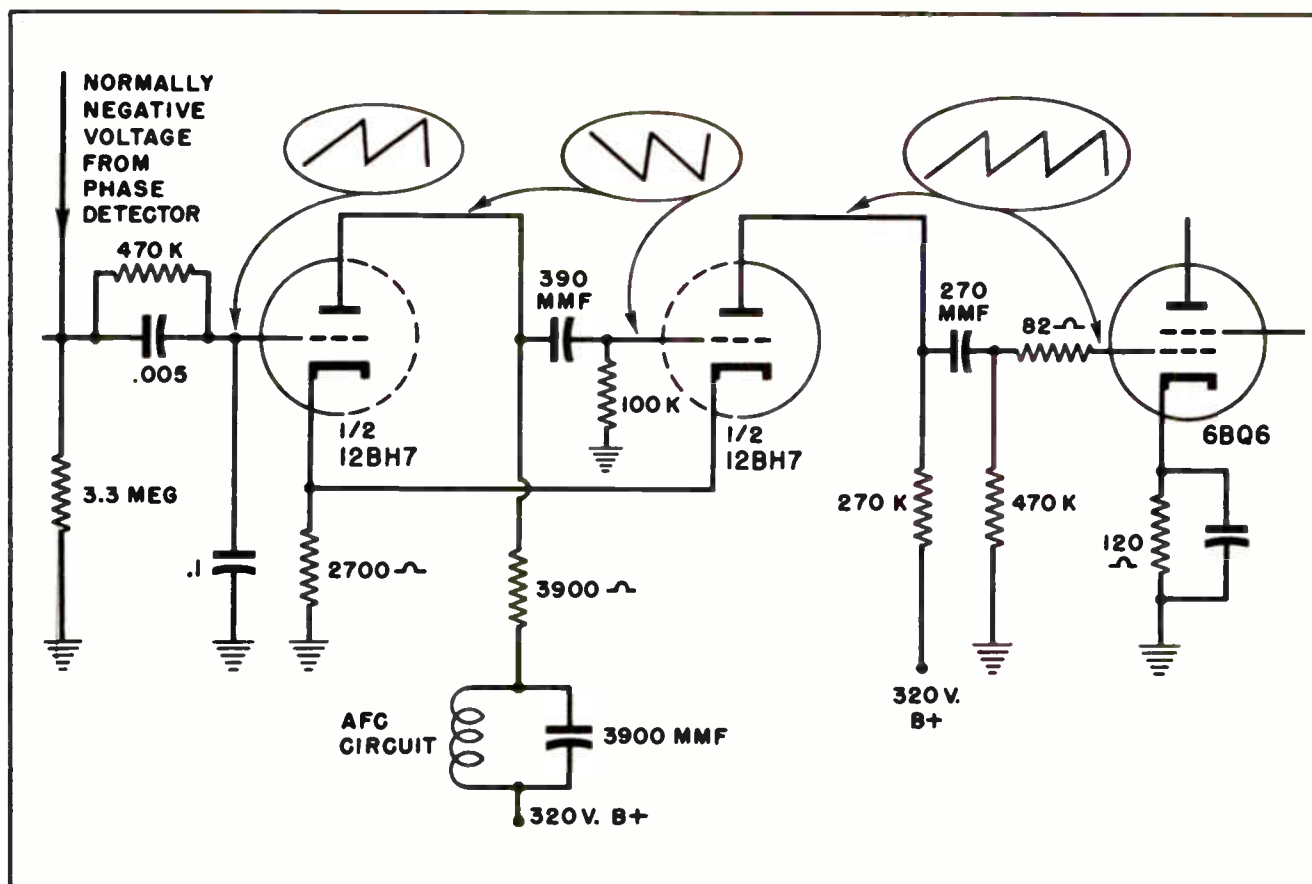 NORMALLY
NEGATIVE
VOLTAGE
FROM
PHASE
DETECTOR
470 K
.005
3.3 MEG
.1
1/2
12BH7
2700 Ω
390
MMF
100 K
1/2
12BH7
3900 Ω
AFC
CIRCUIT
3900 MMF
320 V. B+
270
MMF
82 Ω
270 K
470 K
320 V.
B+
6BQ6
120
Ω